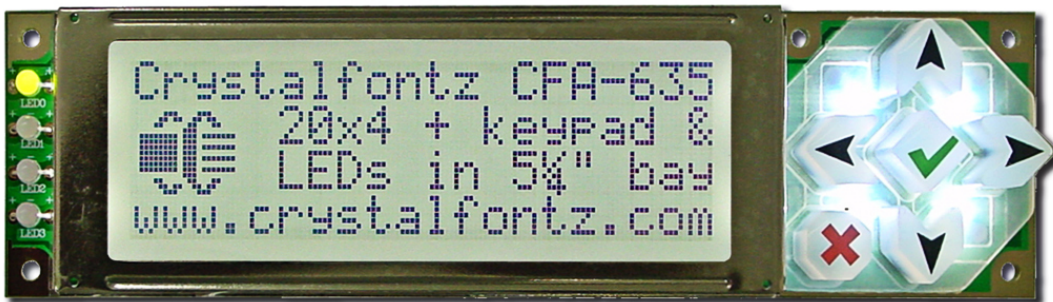 Crystalfontz CFA-635
20x4 + keypad &
LEDs in 5¼" bay
www.crystalfontz.com
LED0
LED1
LED2
LED3